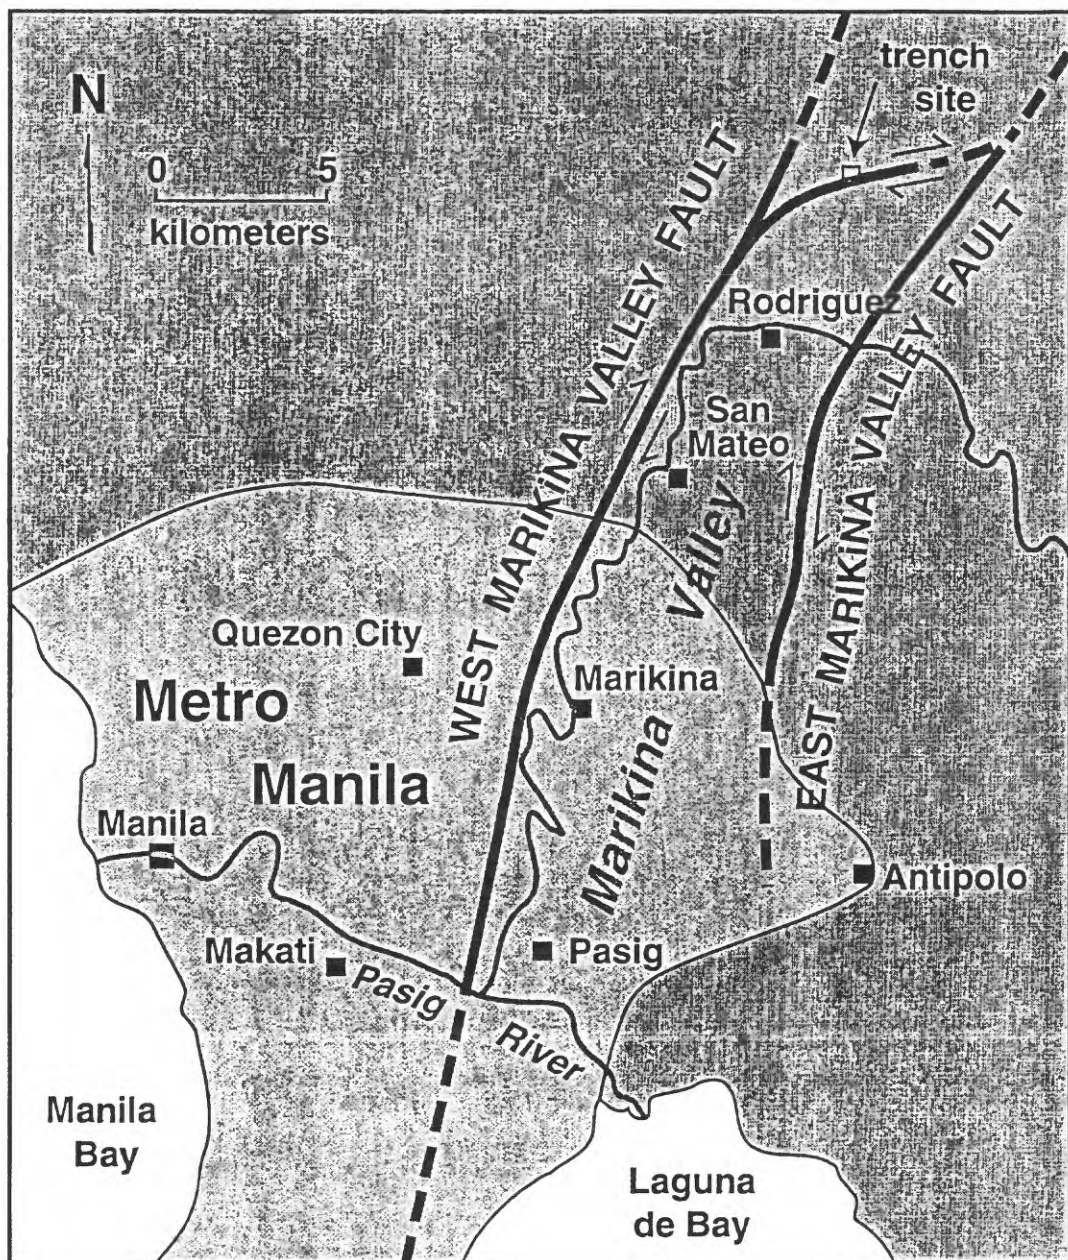 N
0 5
kilometers
trench
site
WEST MARIKINA VALLEY FAULT
EAST MARIKINA VALLEY FAULT
Rodriguez
San
Mateo
Marikina Valley
Quezon City
Marikina
Metro
Manila
Manila
Antipolo
Makati
Pasig
Pasig River
Manila
Bay
Laguna
de Bay